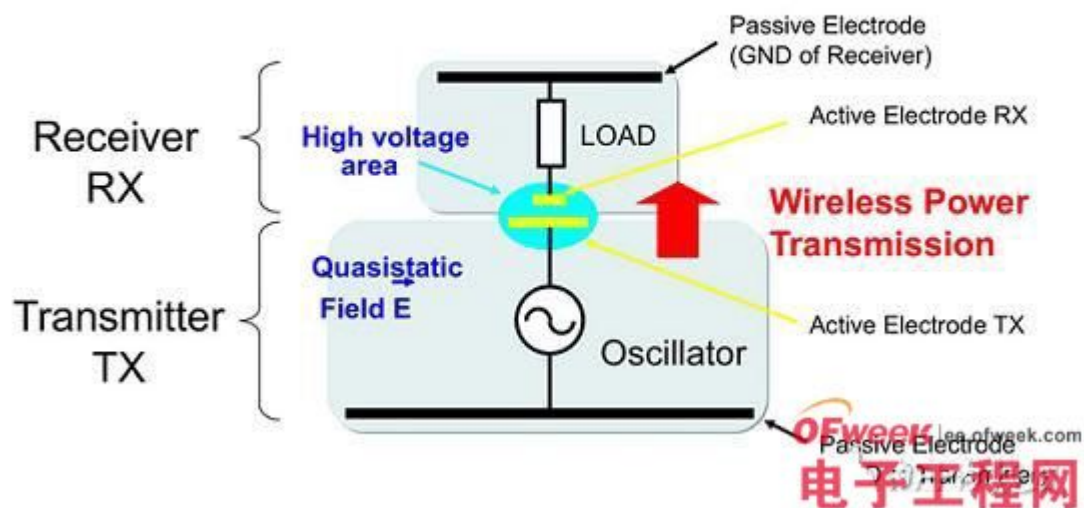 Passive Electrode
(GND of Receiver)
Receiver
RX
High voltage
area
LOAD
Active Electrode RX
Wireless Power
Transmission
Quasistatic
Field E
Transmitter
TX
Oscillator
Active Electrode TX
OFweek ee.ofweek.com
Passive Electrode
电子工程网